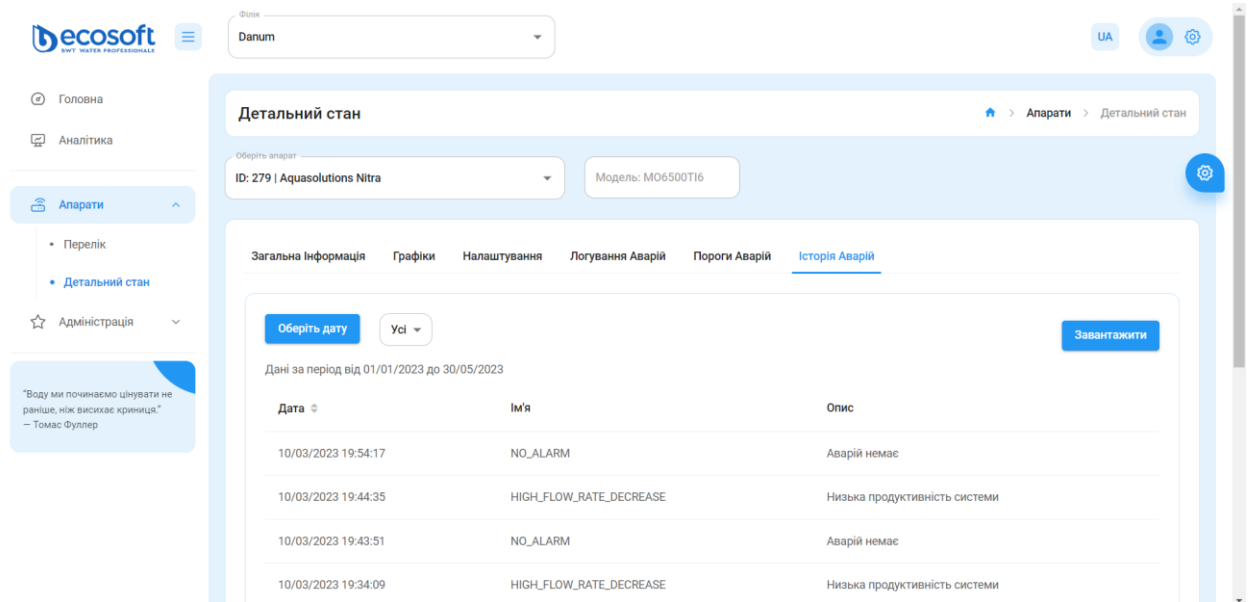 ecosoft
BWT WATER PROFESSIONALS
Філія
Danum
UA
Головна
Аналітика
Апарати
Перелік
Детальний стан
Адміністрація
"Воду ми починаємо цінувати не
раніше, ніж висихає криниця."
— Томас Фуллер
Детальний стан
Апарати > Детальний стан
Оберіть апарат
ID: 279 | Aquasolutions Nitra
Модель: MO6500TI6
Загальна Інформація Графіки Налаштування Логування Аварій Пороги Аварій Історія Аварій
Оберіть дату Усі Завантажити
Дані за період від 01/01/2023 до 30/05/2023
Дата Ім'я Опис
10/03/2023 19:54:17 NO_ALARM Аварій немає
10/03/2023 19:44:35 HIGH_FLOW_RATE_DECREASE Низька продуктивність системи
10/03/2023 19:43:51 NO_ALARM Аварій немає
10/03/2023 19:34:09 HIGH_FLOW_RATE_DECREASE Низька продуктивність системи